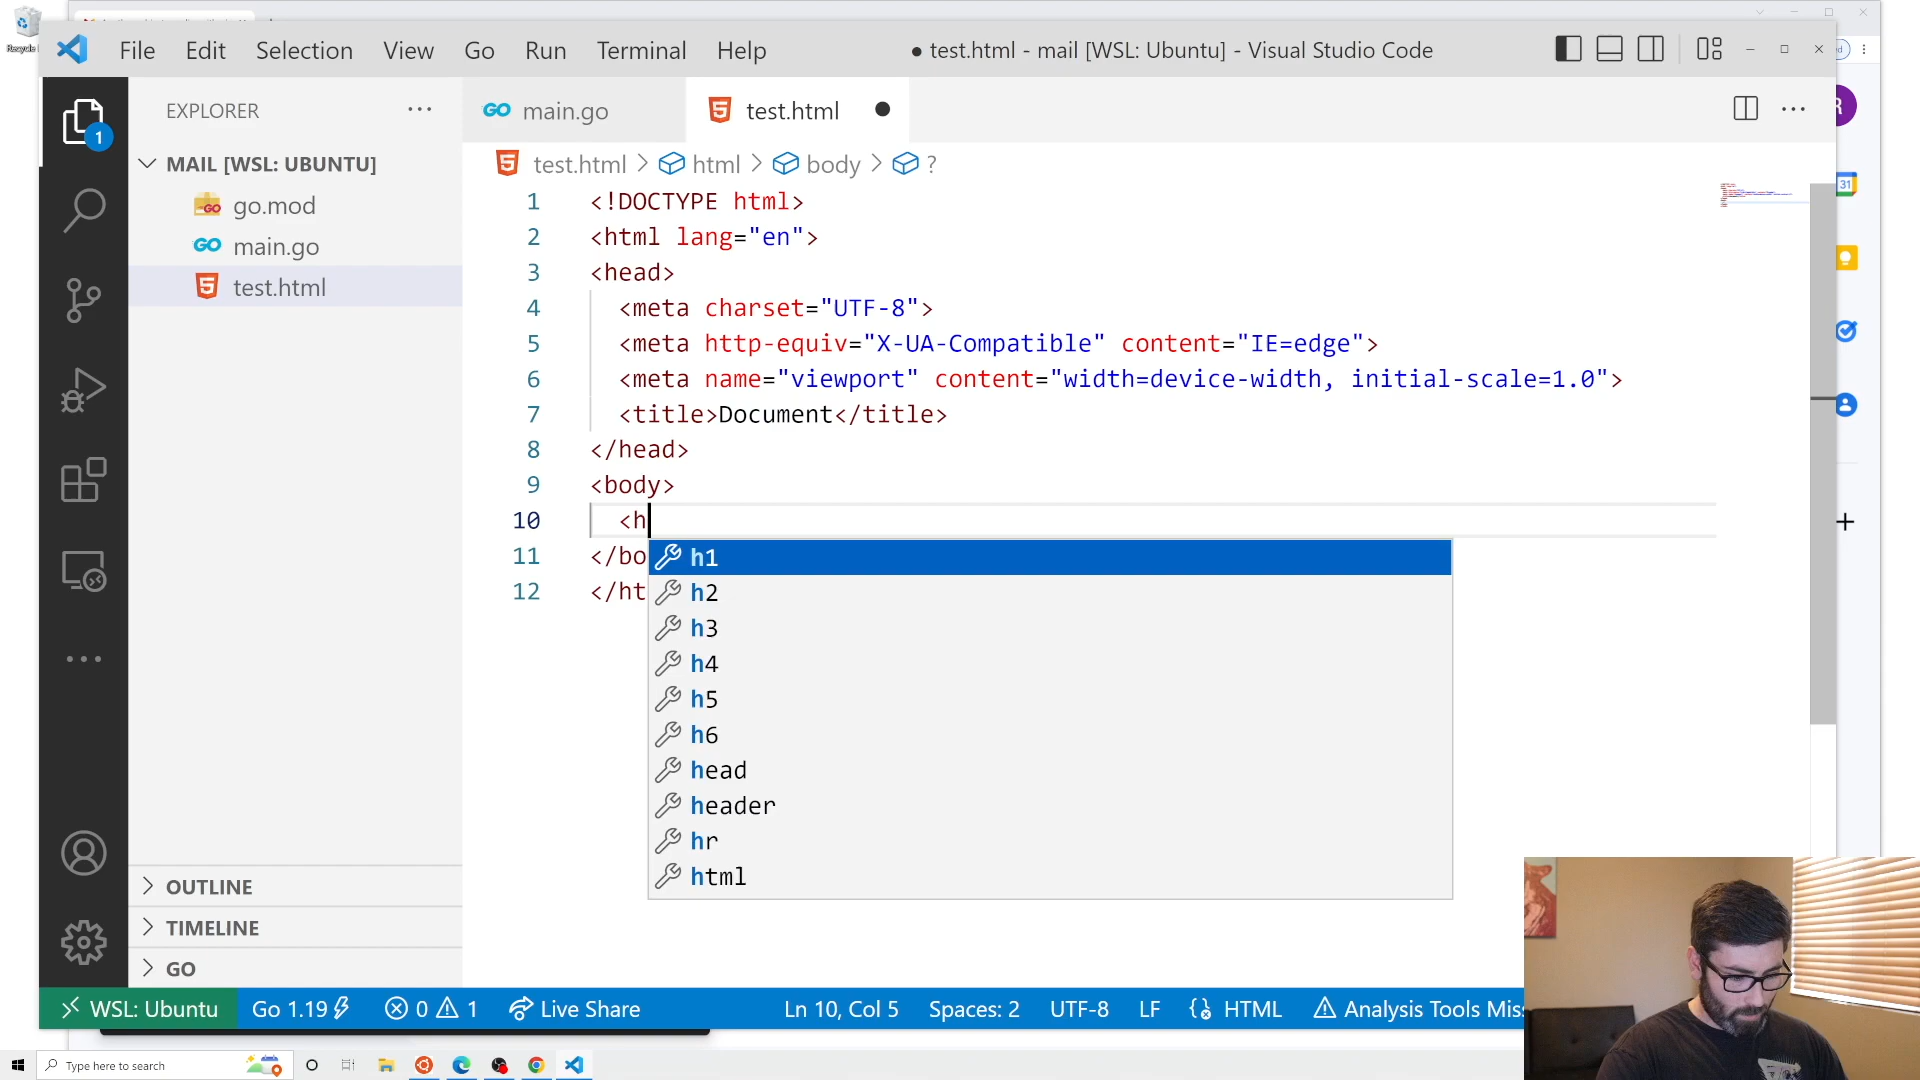 Recycle
File Edit Selection View Go Run Terminal Help
● test.html - mail [WSL: Ubuntu] - Visual Studio Code
EXPLORER
1
main.go
test.html
MAIL [WSL: UBUNTU]
go.mod
main.go
test.html
test.html > html > body > ?
1 <!DOCTYPE html>
2 <html lang="en">
3 <head>
4 <meta charset="UTF-8">
5 <meta http-equiv="X-UA-Compatible" content="IE=edge">
6 <meta name="viewport" content="width=device-width, initial-scale=1.0">
7 <title>Document</title>
8 </head>
9 <body>
10 <h
11 </bo
12 </ht
h1
h2
h3
h4
h5
h6
head
header
hr
html
31
R
OUTLINE
TIMELINE
GO
WSL: Ubuntu Go 1.19 0 1 Live Share Ln 10, Col 5 Spaces: 2 UTF-8 LF HTML Analysis Tools Miss
Type here to search